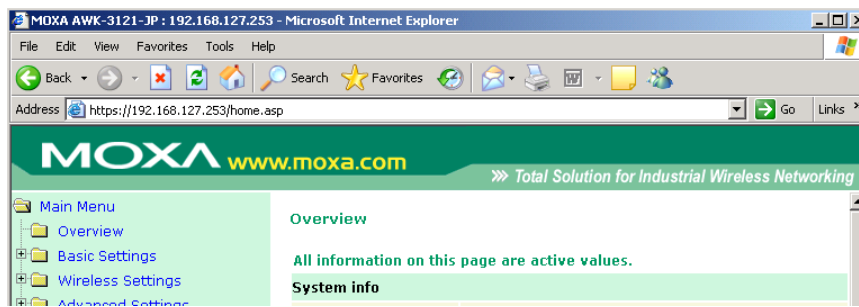 MOXA AWK-3121-JP : 192.168.127.253 - Microsoft Internet Explorer
File Edit View Favorites Tools Help
Back Search Favorites
Address https://192.168.127.253/home.asp Go Links »
MOXA www.moxa.com
Total Solution for Industrial Wireless Networking
Main Menu
Overview
Basic Settings
Wireless Settings
Advanced Settings
Overview
All information on this page are active values.
System info